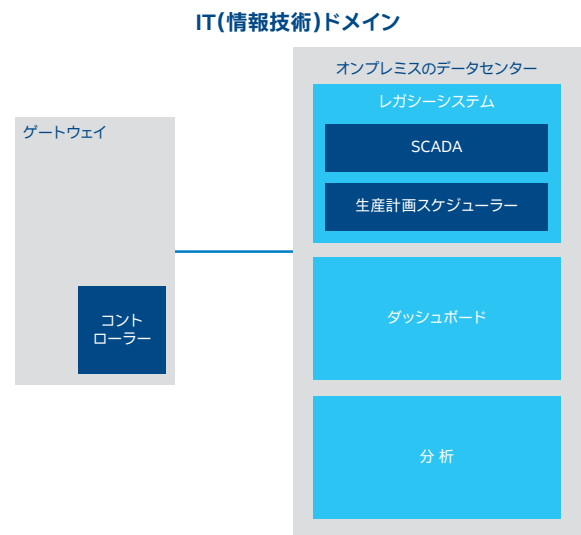 IT(情報技術)ドメイン
オンプレミスのデータセンター
レガシーシステム
SCADA
生産計画スケジューラー
ゲートウェイ
コント
ローラー
ダッシュボード
分 析